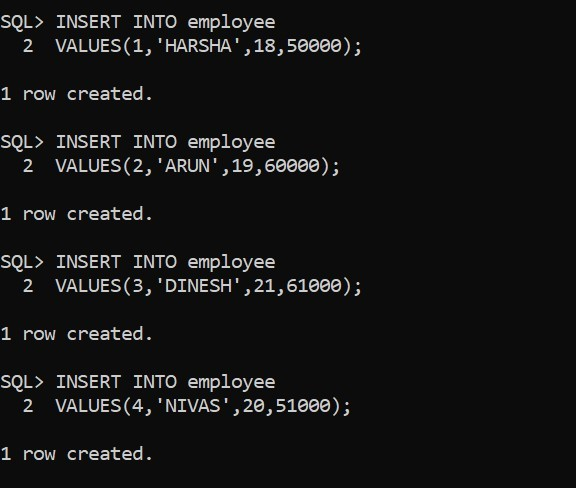 SQL> INSERT INTO employee
2 VALUES(1,'HARSHA',18,50000);
1 row created.
SQL> INSERT INTO employee
2 VALUES(2,'ARUN',19,60000);
1 row created.
SQL> INSERT INTO employee
2 VALUES(3,'DINESH',21,61000);
1 row created.
SQL> INSERT INTO employee
2 VALUES(4,'NIVAS',20,51000);
1 row created.